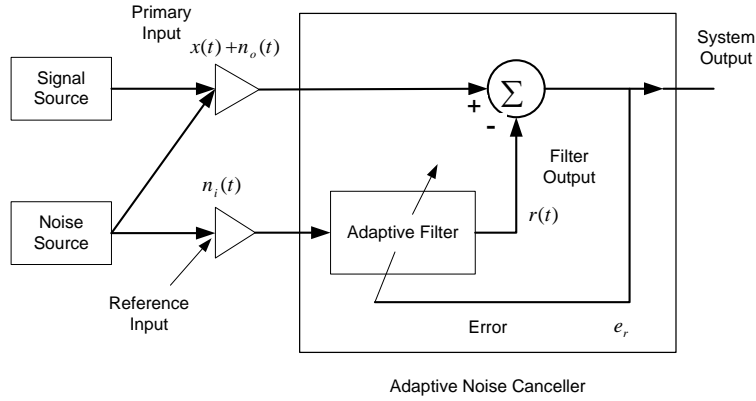 Primary
Input
x(t)+n_o(t)
System
Output
Signal
Source
Σ
+
-
Filter
Output
n_i(t)
r(t)
Noise
Source
Adaptive Filter
Reference
Input
Error
e_r
Adaptive Noise Canceller